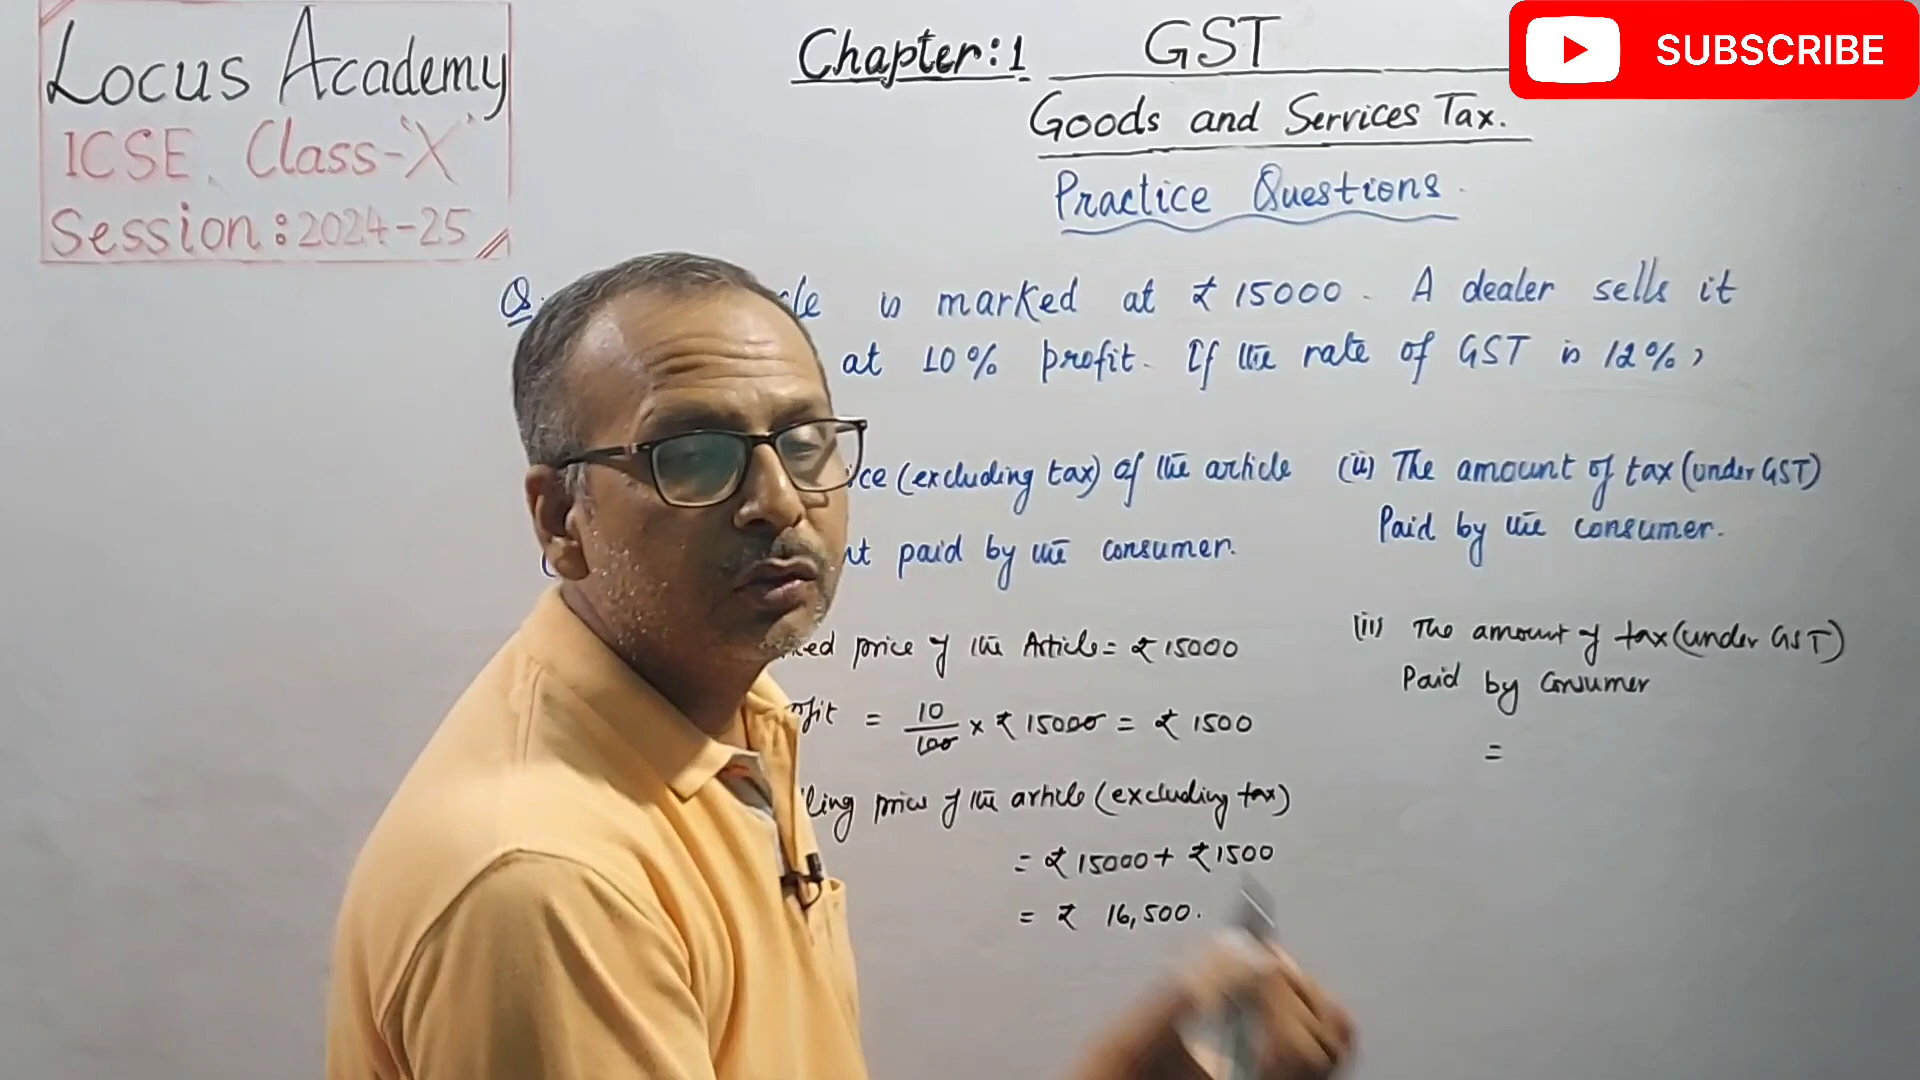 Locus Academy
ICSE Class-'X'
Session: 2024-25
Chapter: 1 GST
SUBSCRIBE
Goods and Services Tax.
Practice Questions.
Q. is marked at ₹ 15000. A dealer sells it
at 10% profit. If the rate of GST is 12%,
(excluding tax) of the article
(ii) The amount of tax (under GST)
Paid by the consumer.
paid by the consumer.
price of the Article = ₹ 15000
= 10/100 × ₹ 15000 = ₹ 1500
price of the article (excluding tax)
= ₹ 15000 + ₹ 1500
= ₹ 16,500.
(ii) The amount of tax (under GST)
Paid by Consumer
=